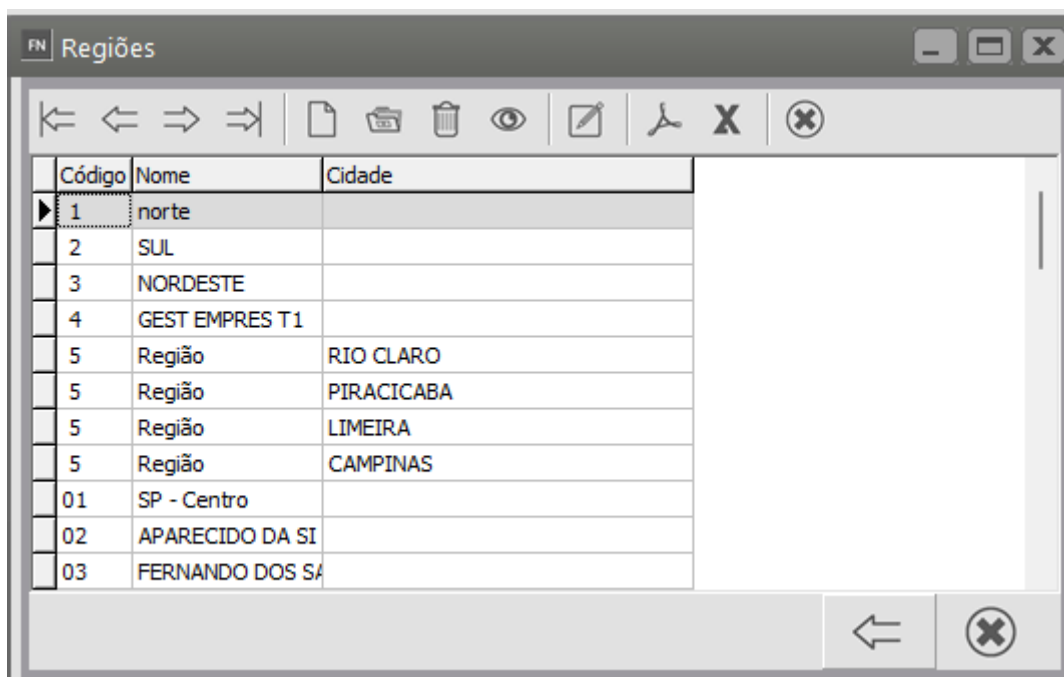 FN Regiões
Código Nome Cidade
1 norte
2 SUL
3 NORDESTE
4 GEST EMPRES T1
5 Região RIO CLARO
5 Região PIRACICABA
5 Região LIMEIRA
5 Região CAMPINAS
01 SP - Centro
02 APARECIDO DA SI
03 FERNANDO DOS SA